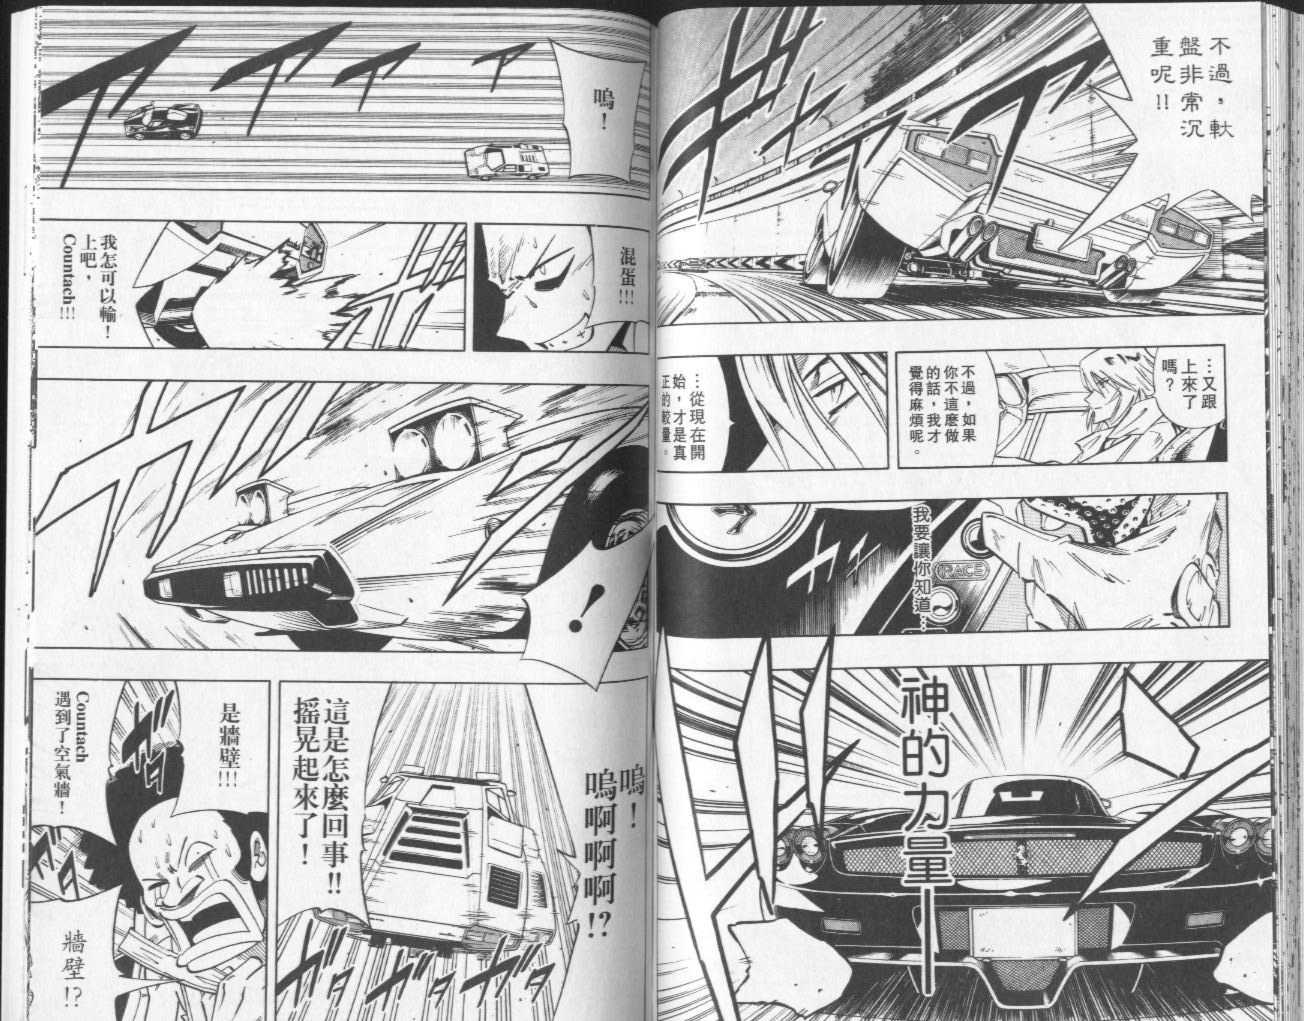 不過，軚
盤非常沉
重呢!!
…又跟
上來了
嗎？
不過，如果
你不這麼做
的話，我才
覺得麻煩呢。
…從現在開
始，才是真
正的較量。
我要讓你知道…
RACE
神的力量——
嗚！
混蛋!!!
我怎可以輸！
上吧，
Countach!!!
！
嗚！
嗚啊啊啊!?
這是怎麼回事!!
搖晃起來了！
是牆壁!!!
Countach
遇到了空氣牆！
牆壁!?